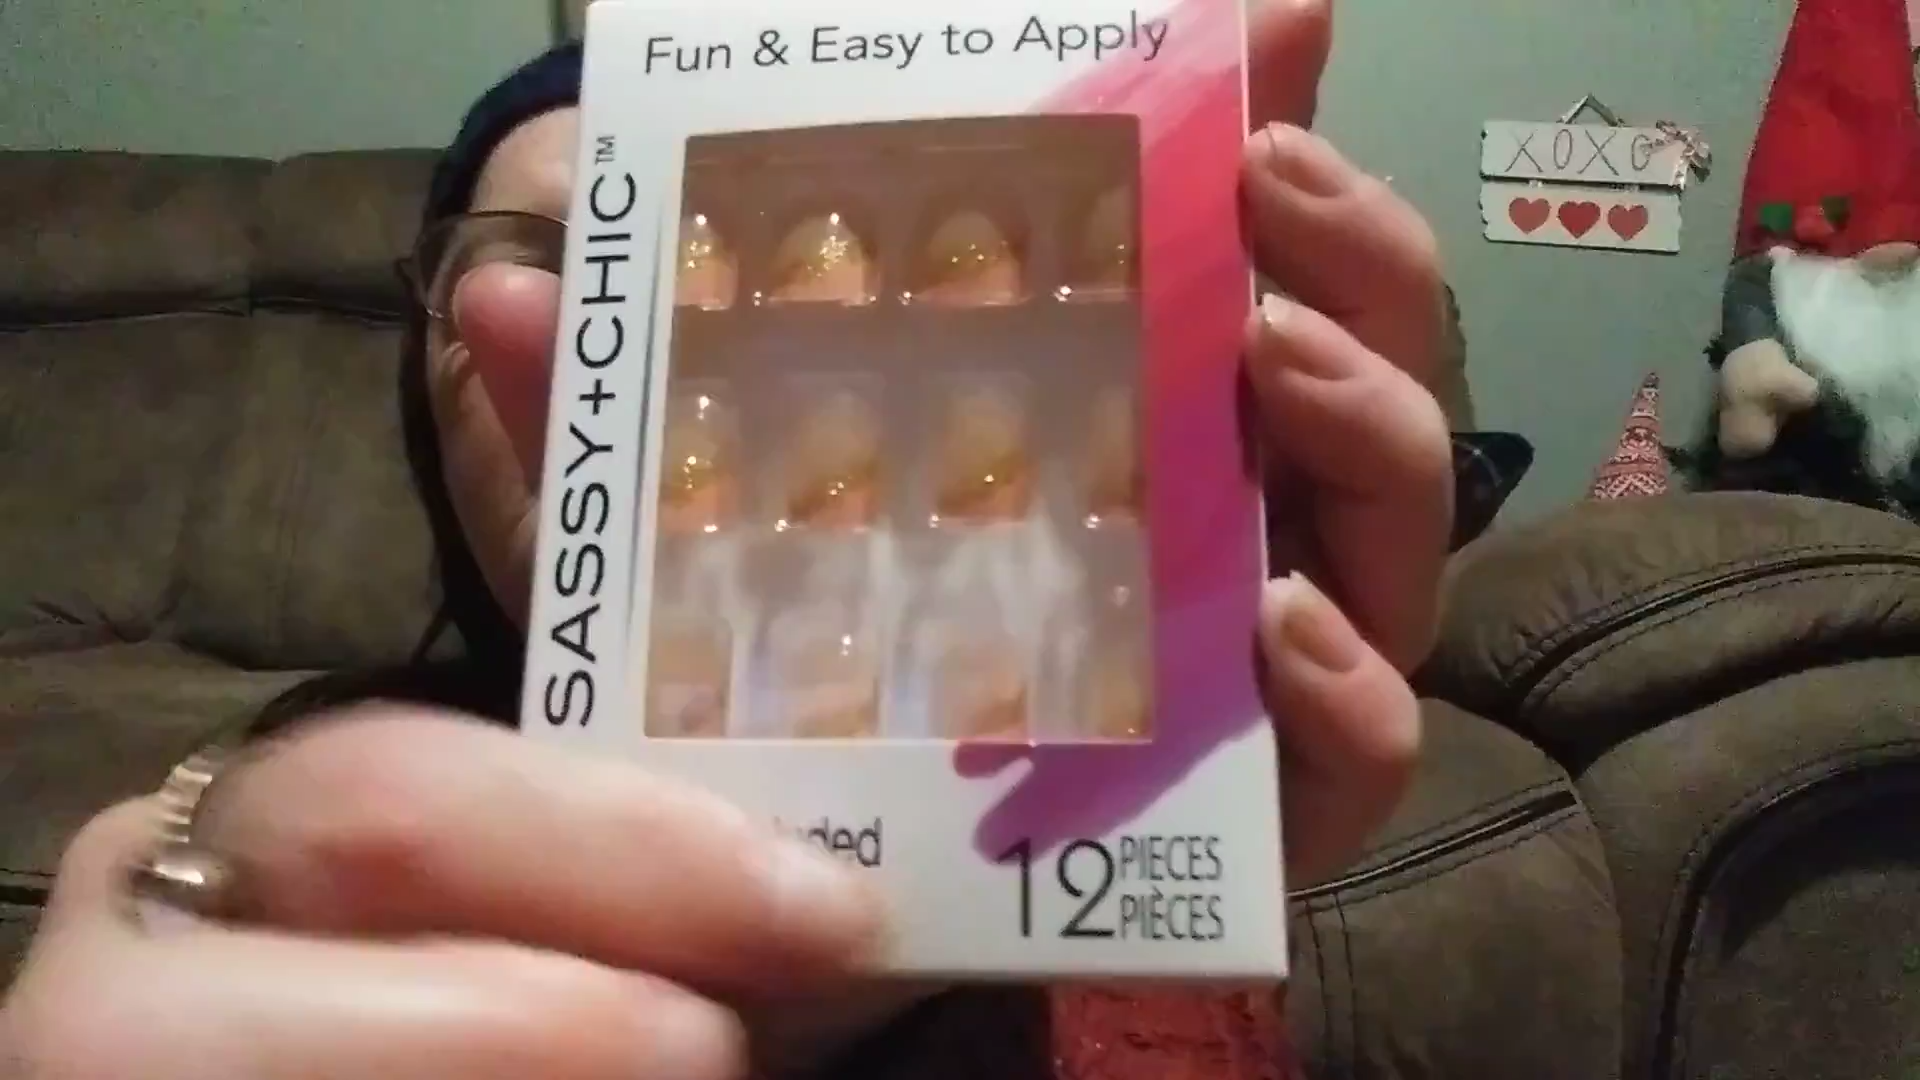 Fun & Easy to Apply
SASSY+CHIC™
12 PIECES
PIÈCES
XOXO